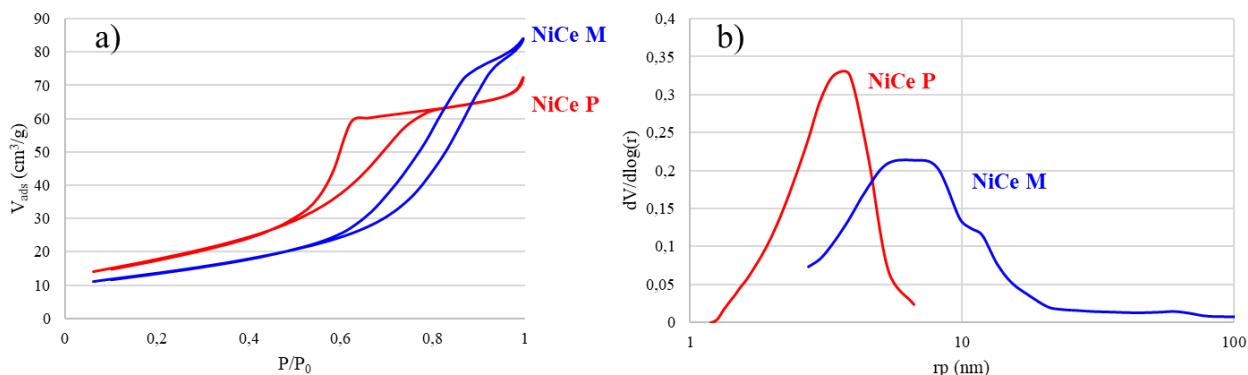 a)
NiCe M
NiCe P
90
80
70
60
50
40
30
20
10
0
V_ads (cm³/g)
0
0,2
0,4
0,6
0,8
1
P/P₀
b)
NiCe P
NiCe M
0,4
0,35
0,3
0,25
0,2
0,15
0,1
0,05
0
dV/dlog(r)
1
10
100
rp (nm)